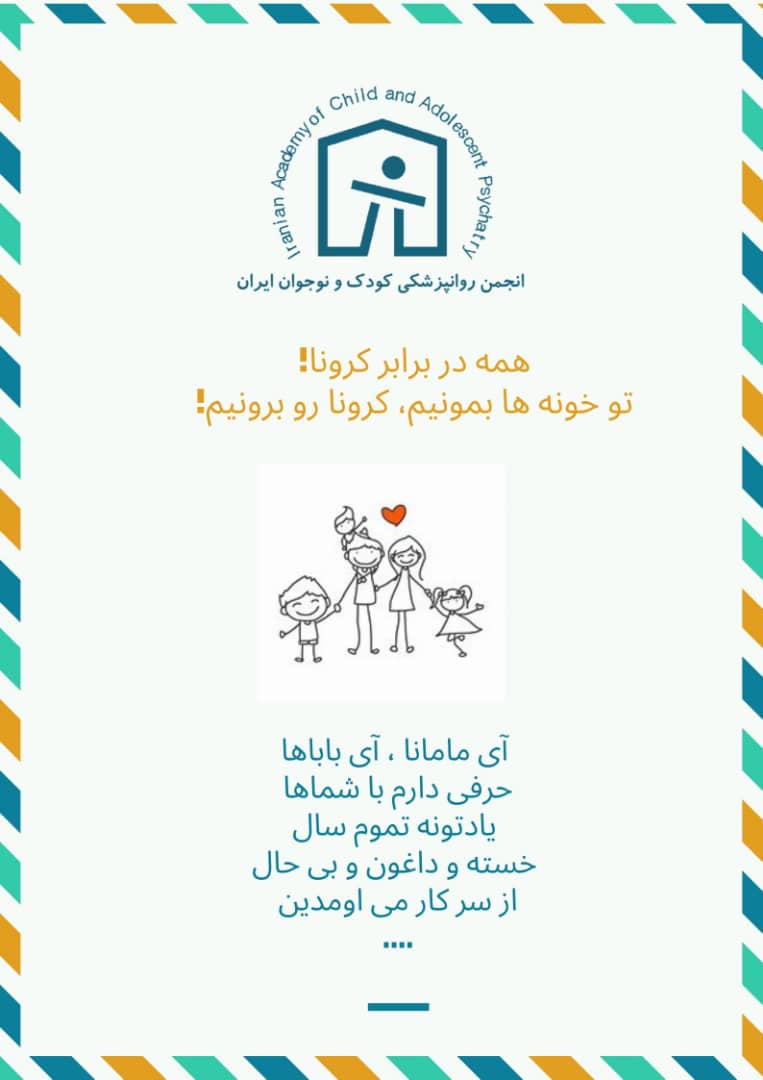 Iranian Academy of Child and Adolescent Psychatry
انجمن روانپزشکی کودک و نوجوان ایران
همه در برابر کرونا!
تو خونه ها بمونیم، کرونا رو برونیم!
آی مامانا ، آی باباها
حرفی دارم با شماها
یادتونه تموم سال
خسته و داغون و بی حال
از سر کار می اومدین
....